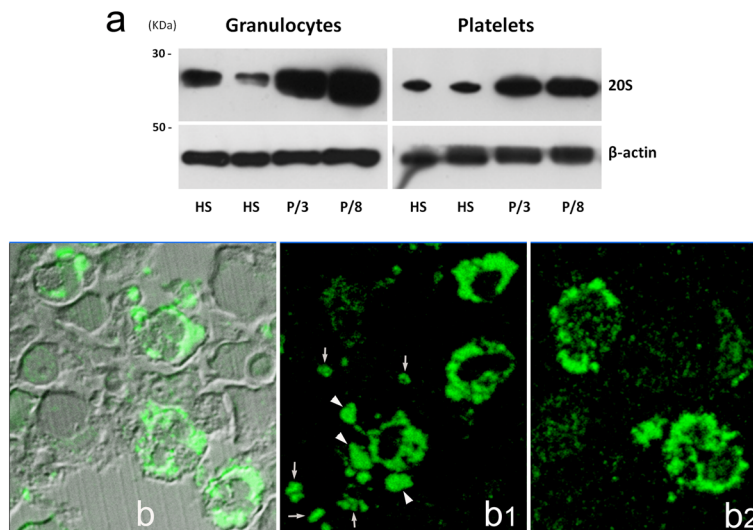 a
(KDa)
Granulocytes
Platelets
30 -
20S
50 -
β-actin
HS HS P/3 P/8 HS HS P/3 P/8
b
b1
b2